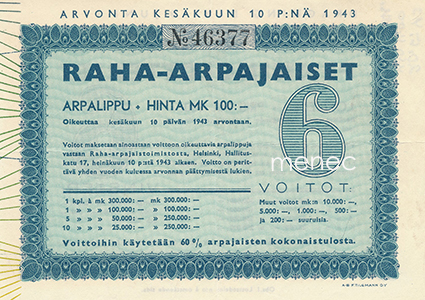 ARVONTA KESÄKUUN 10 P:NÄ 1943
№ 46377
RAHA-ARPAJAISET
ARPALIPPU + HINTA MK 100:—
Oikeuttaa kesäkuun 10 päivän 1943 arvontaan.
6
Voitot maksetaan ainoastaan voittoon oikeuttavia arpalippuja
vastaan Raha-arpajaistoimistosta, Helsinki, Hallitus-
katu 17, heinäkuun 10 p:stä 1943 alkaen. Voitto on perit-
tävä yhden vuoden kuluessa arvonnan päättymisestä lukien.
menec
1 kpl. à mk 300.000:— mk 300.000:—
1 » » » 100.000:— » 100.000:—
5 » » » 50.000:— » 250.000:—
10 » » » 25.000:— » 250.000:—
VOITOT:
Muut voitot mk:n 10.000:—,
5.000:—, 1.000:—, 500:—
ja 200:— suuruisia.
Voittoihin käytetään 60% arpajaisten kokonaistulosta.